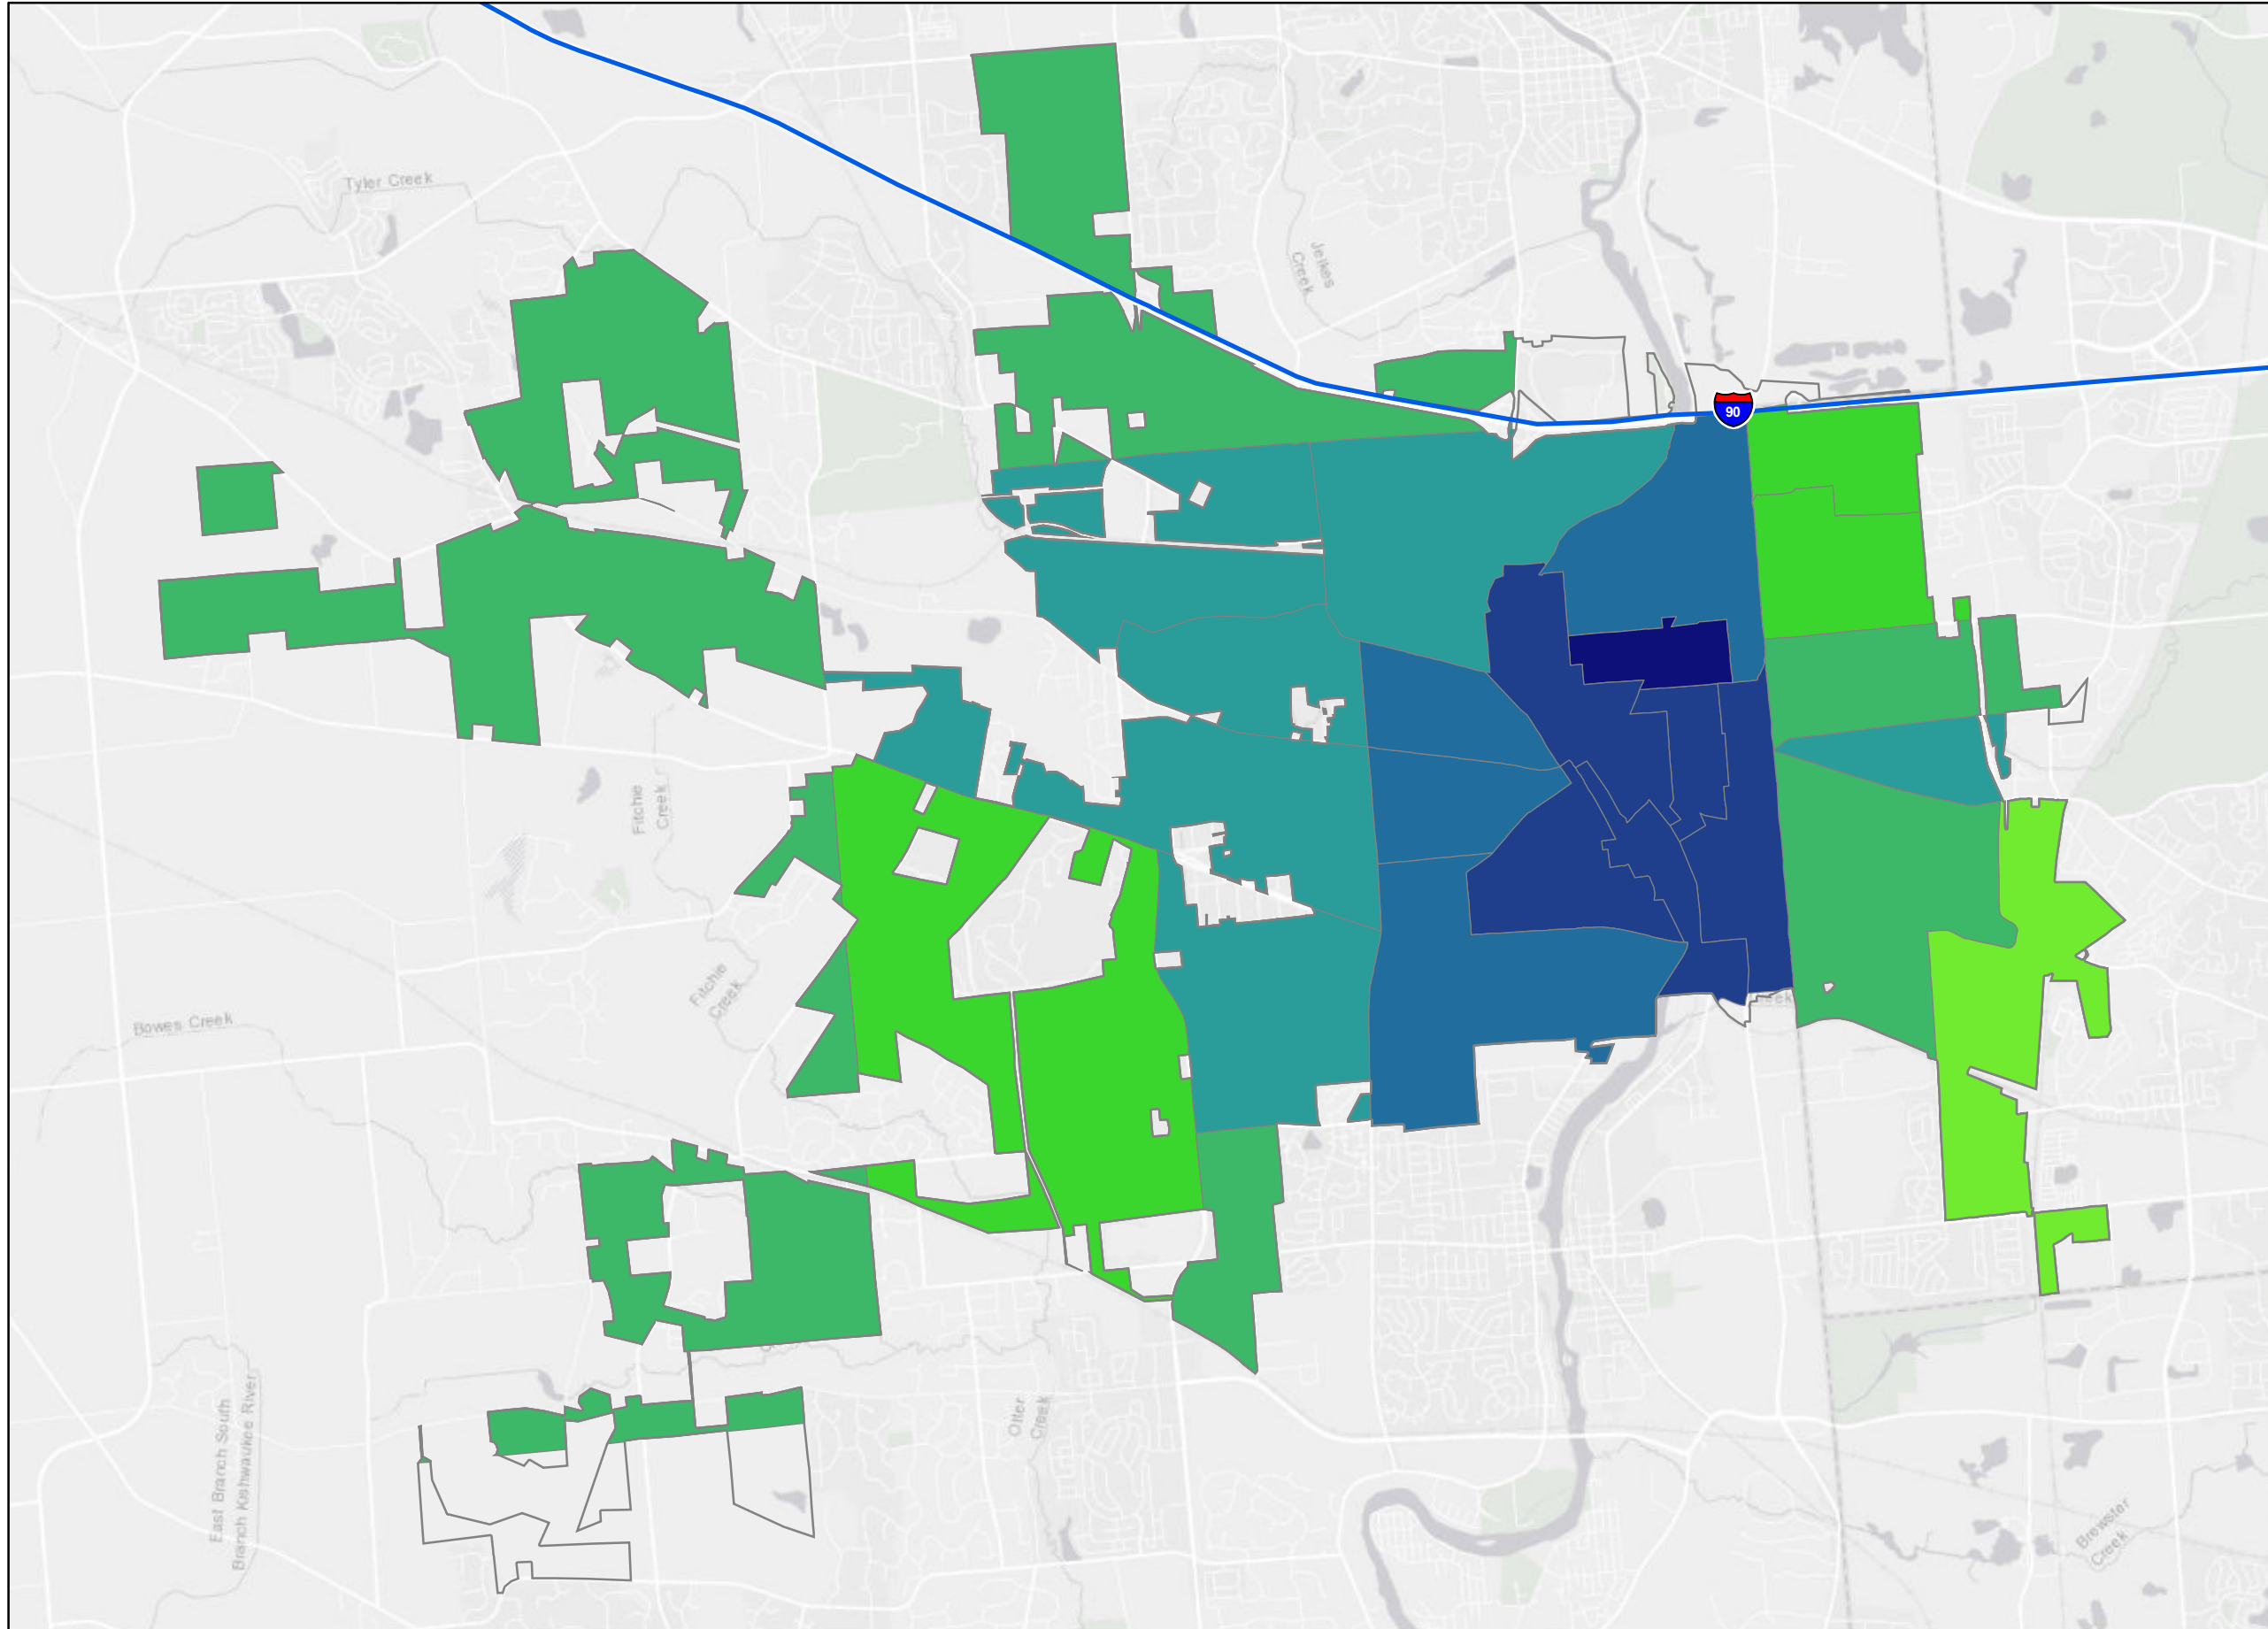 Tyler Creek
Jelkes
Creek
90
Fitchie
Creek
Fitchie
Creek
Bowes Creek
eek
Otter
Creek
East Branch South
Branch Kishwaukee River
Brewster
Creek